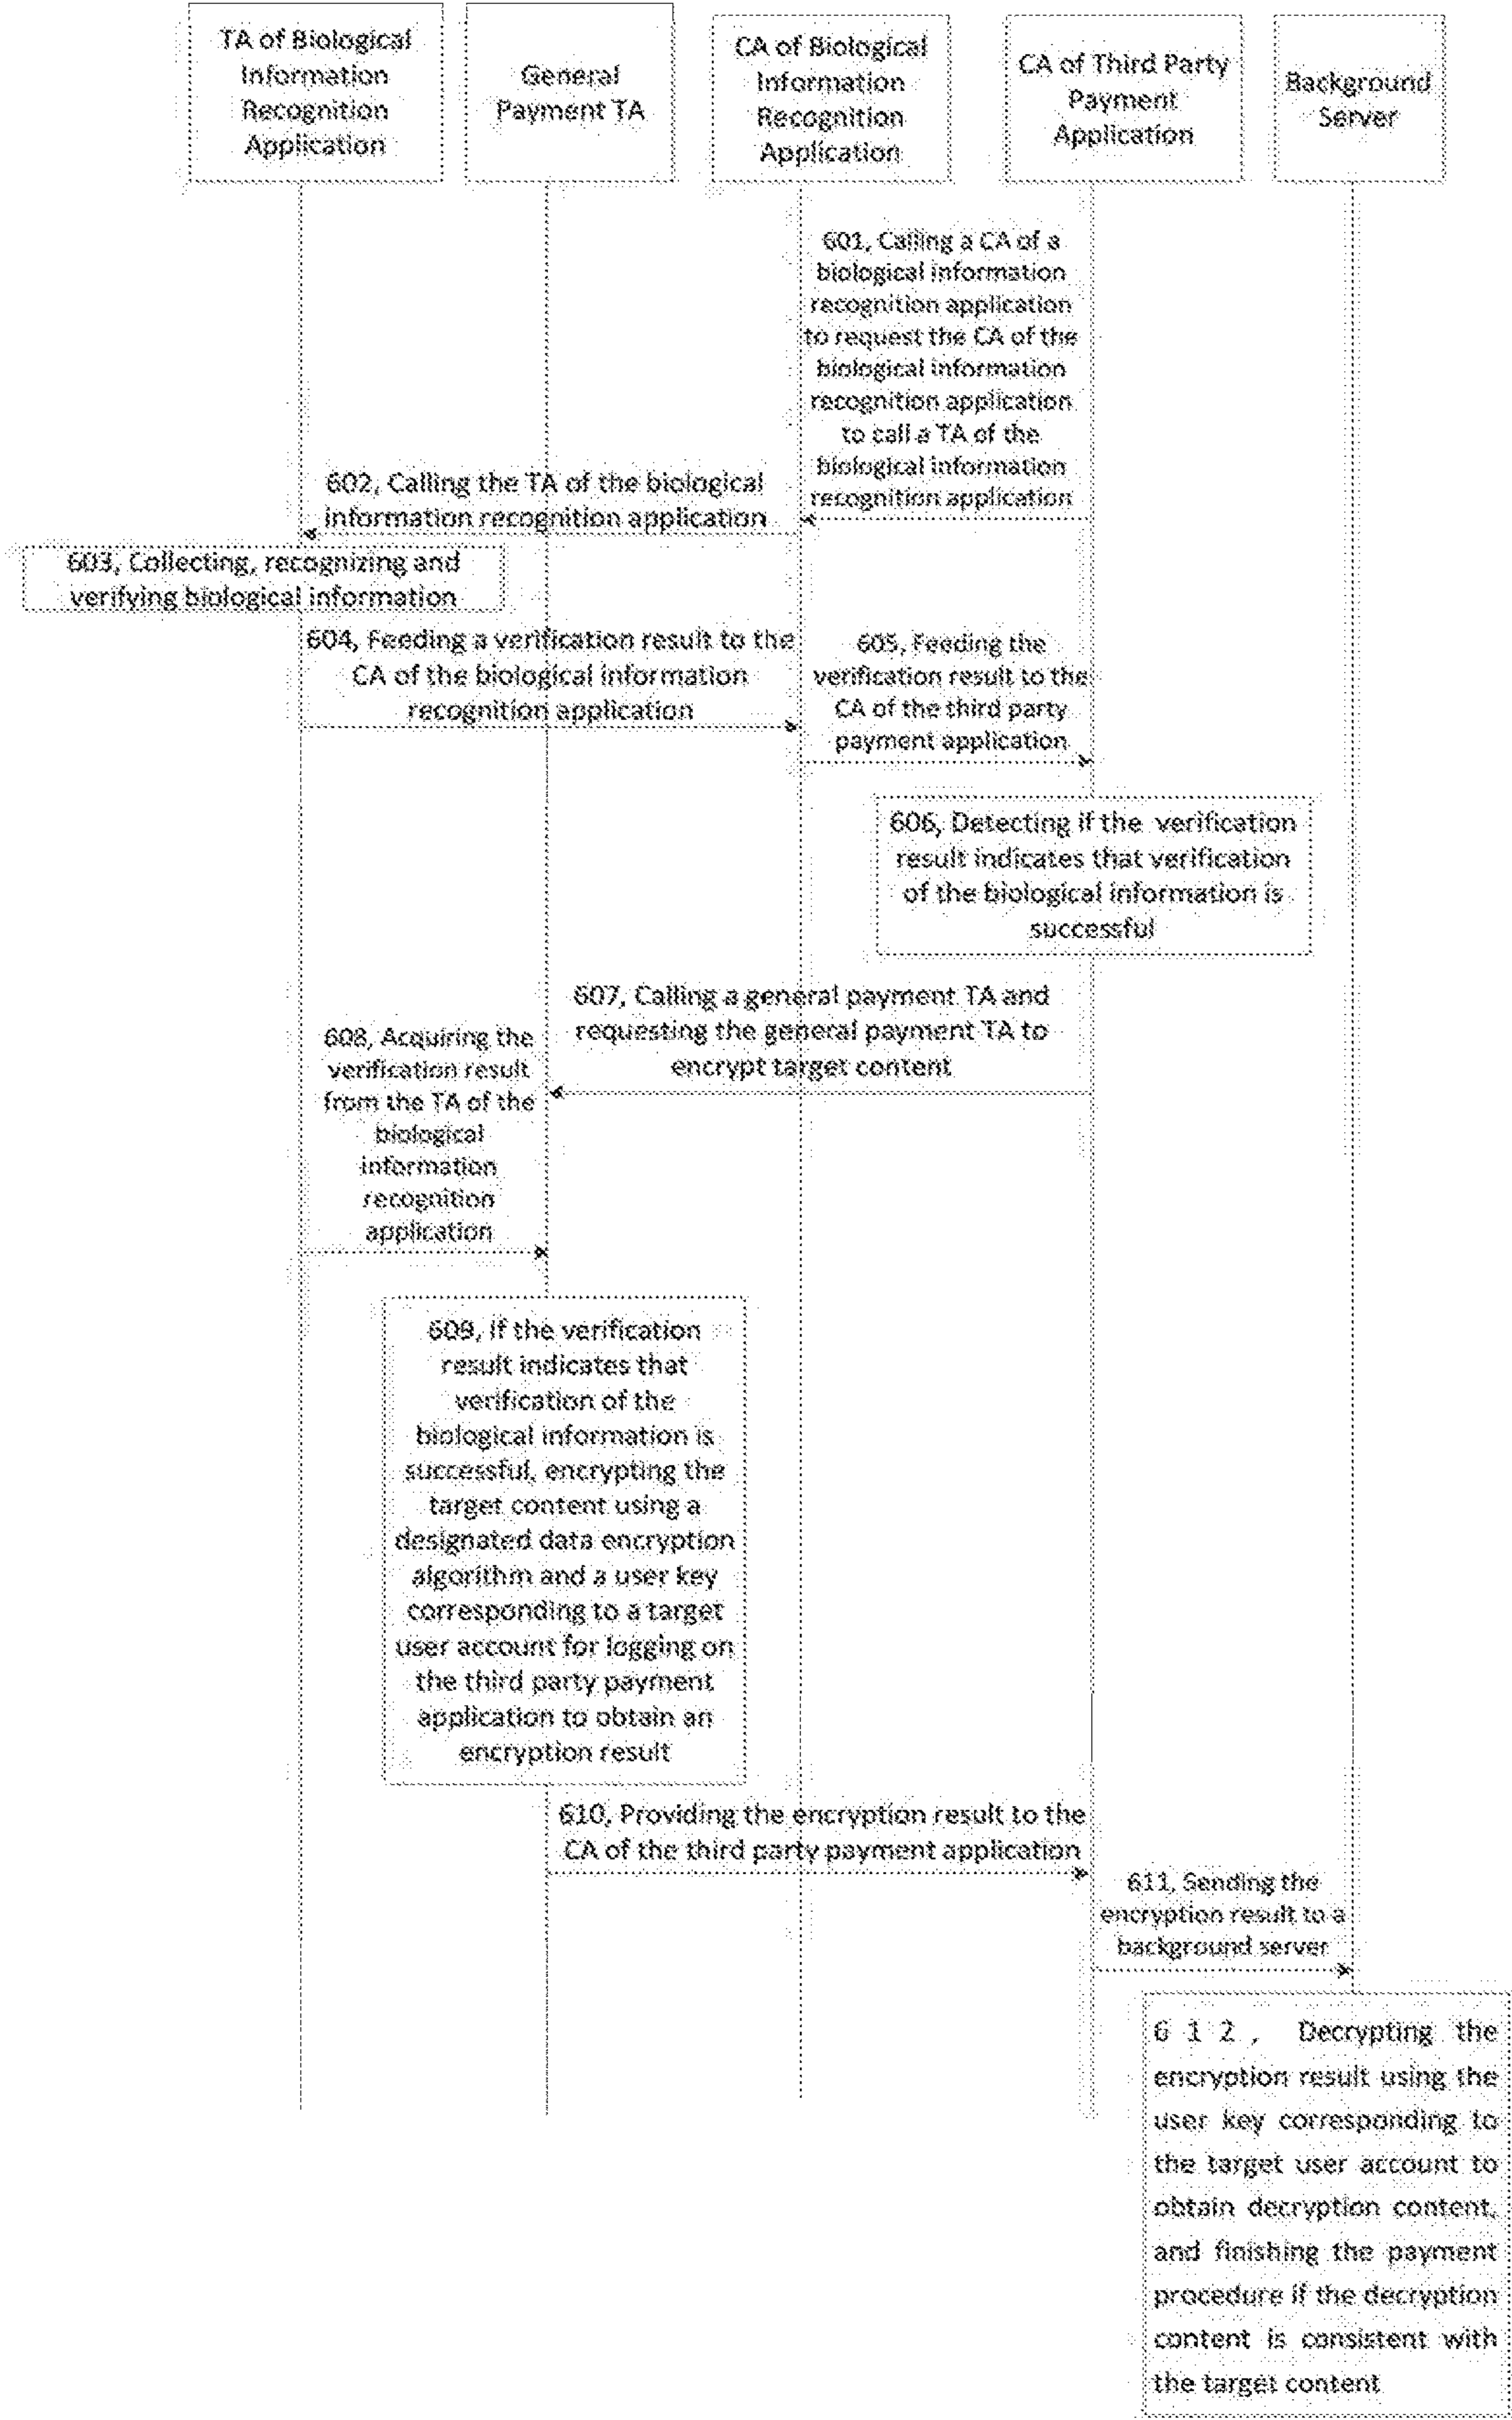 TA of Biological
Information
Recognition
Application
General
Payment TA
CA of Biological
Information
Recognition
Application
CA of Third Party
Payment
Application
Background
Server
601, Calling a CA of a
biological information
recognition application
to request the CA of the
biological information
recognition application
to call a TA of the
biological information
recognition application
602, Calling the TA of the biological
information recognition application
603, Collecting, recognizing and
verifying biological information
604, Feeding a verification result to the
CA of the biological information
recognition application
605, Feeding the
verification result to the
CA of the third party
payment application
606, Detecting if the verification
result indicates that verification
of the biological information is
successful
607, Calling a general payment TA and
requesting the general payment TA to
encrypt target content
608, Acquiring the
verification result
from the TA of the
biological
information
recognition
application
609, if the verification
result indicates that
verification of the
biological information is
successful, encrypting the
target content using a
designated data encryption
algorithm and a user key
corresponding to a target
user account for logging on
the third party payment
application to obtain an
encryption result
610, Providing the encryption result to the
CA of the third party payment application
611, Sending the
encryption result to a
background server
6 1 2 , Decrypting the
encryption result using the
user key corresponding to
the target user account to
obtain decryption content,
and finishing the payment
procedure if the decryption
content is consistent with
the target content